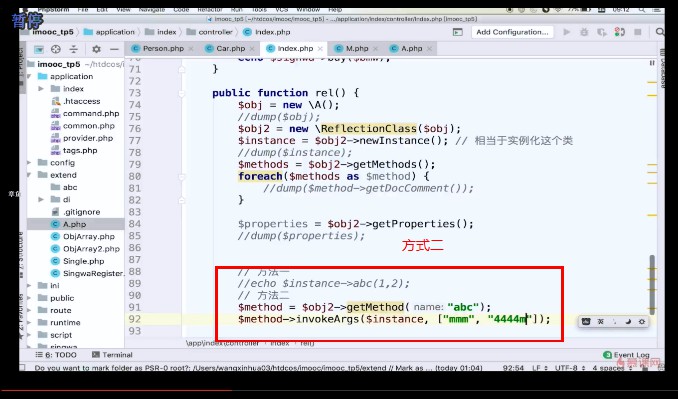 暂停
PhpStorm File Edit View Navigate Code Refactor Run Tools VCS Window Help
imooc_tp5 [~/htdcos/imooc/imooc_tp5] - .../application/index/controller/Index.php [imooc_tp5]
imooc_tp5 application index controller Index.php Add Configuration...
Person.php Car.php Index.php M.php A.php
imooc_tp5 ~/htdcos/in
application
index
.htaccess
command.php
common.php
provider.php
tags.php
config
extend
abc
di
.gitignore
A.php
ObjArray.php
ObjArray2.php
Single.php
SingwaRegister.
ini
public
route
runtime
script
71 }
72
73 public function rel() {
74 $obj = new \A();
75 //dump($obj);
76 $obj2 = new \ReflectionClass($obj);
77 $instance = $obj2->newInstance(); // 相当于实例化这个类
78 //dump($instance);
79 $methods = $obj2->getMethods();
80 foreach($methods as $method) {
81 //dump($method->getDocComment());
82 }
83
84 $properties = $obj2->getProperties();
85 //dump($properties);
86
方式二
87
88 // 方法一
89 //echo $instance->abc(1,2);
90 // 方法二
91 $method = $obj2->getMethod( name: "abc");
92 $method->invokeArgs($instance, ["mmm", "4444m"]);
93
\app\index\controller Index rel()
6: TODO Terminal Event Log
Do you want to mark folder as PSR-0 root?: /Users/wangxinhua03/htdcos/imooc/imooc_tp5/extend // Mark as ... (today 01:04) 92:54 LF UTF-8 4 spaces